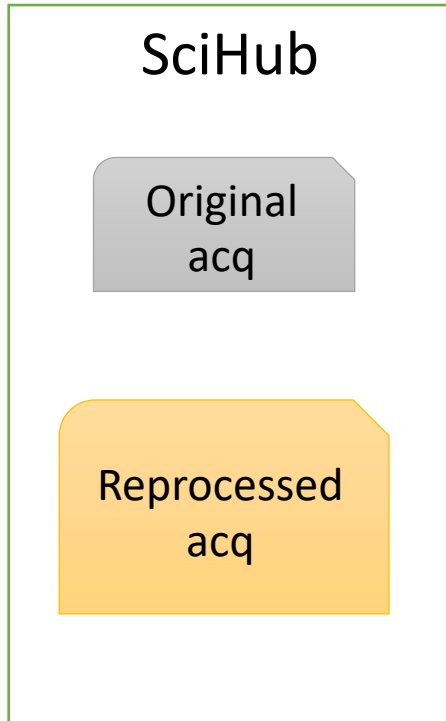 SciHub
Original
acq
Reprocessed
acq